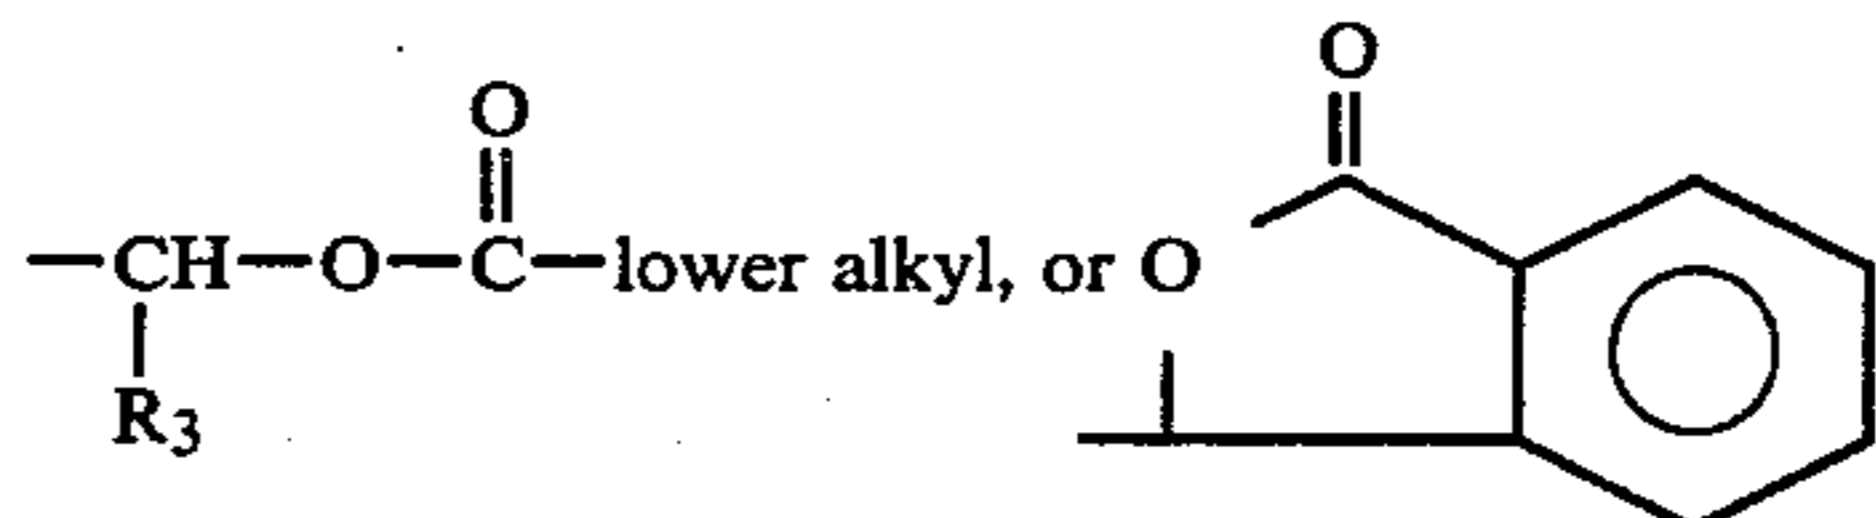 O
O
—CH—O—C—lower alkyl, or O
R₃